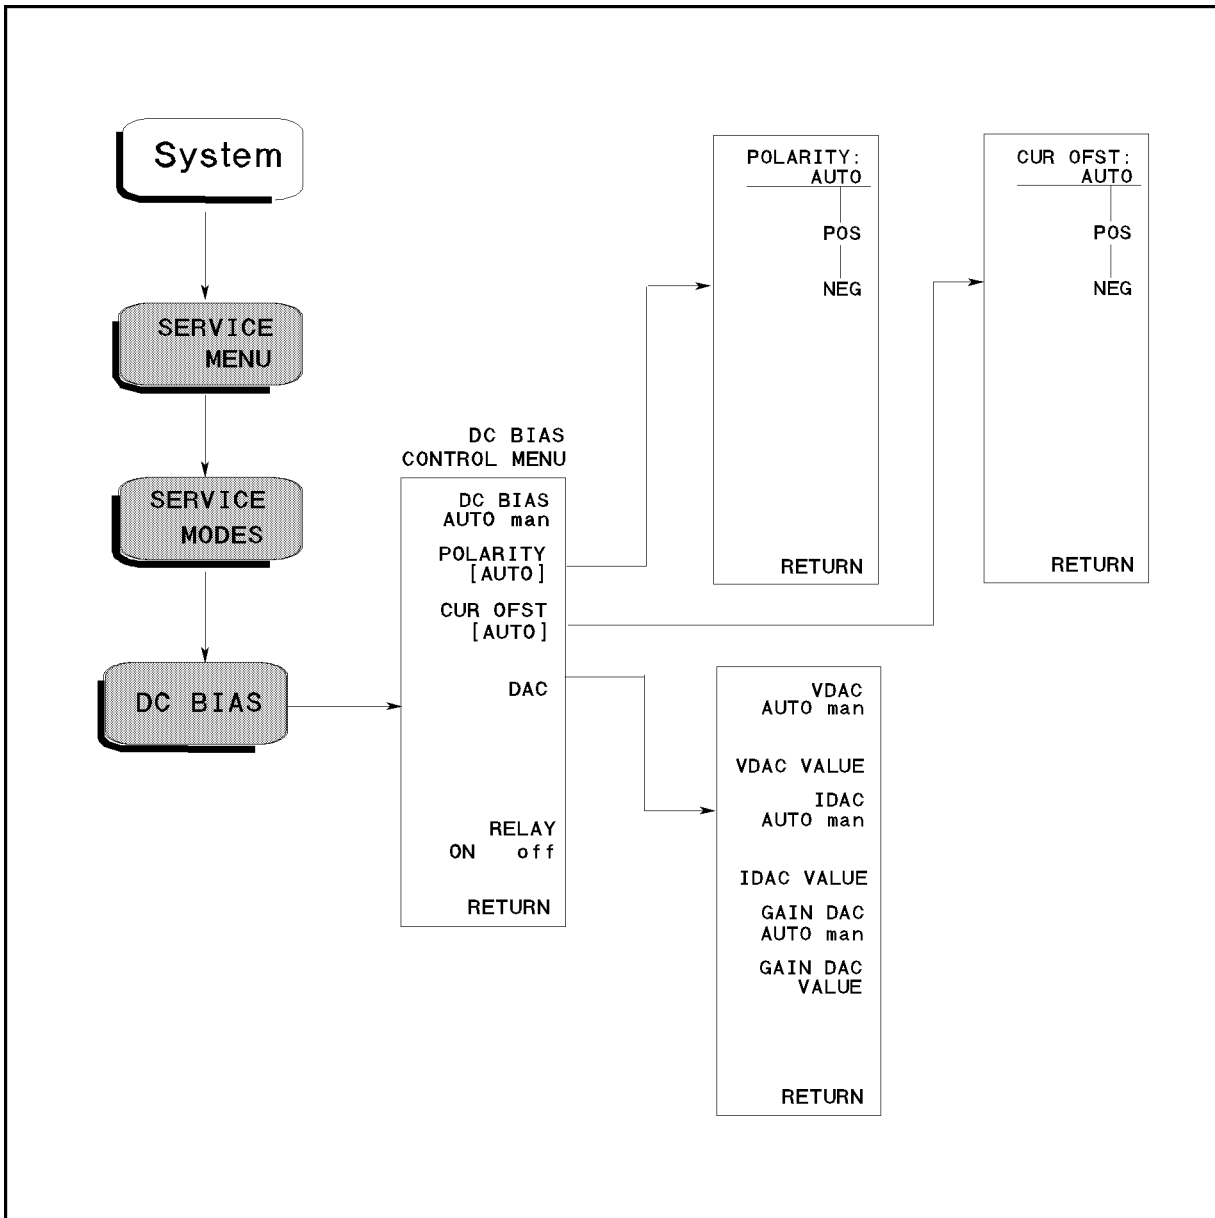 System
SERVICE
MENU
SERVICE
MODES
DC BIAS
DC BIAS
CONTROL MENU
DC BIAS
AUTO man
POLARITY
[AUTO]
CUR OFST
[AUTO]
DAC
RELAY
ON off
RETURN
POLARITY:
AUTO
POS
NEG
RETURN
CUR OFST:
AUTO
POS
NEG
RETURN
VDAC
AUTO man
VDAC VALUE
IDAC
AUTO man
IDAC VALUE
GAIN DAC
AUTO man
GAIN DAC
VALUE
RETURN